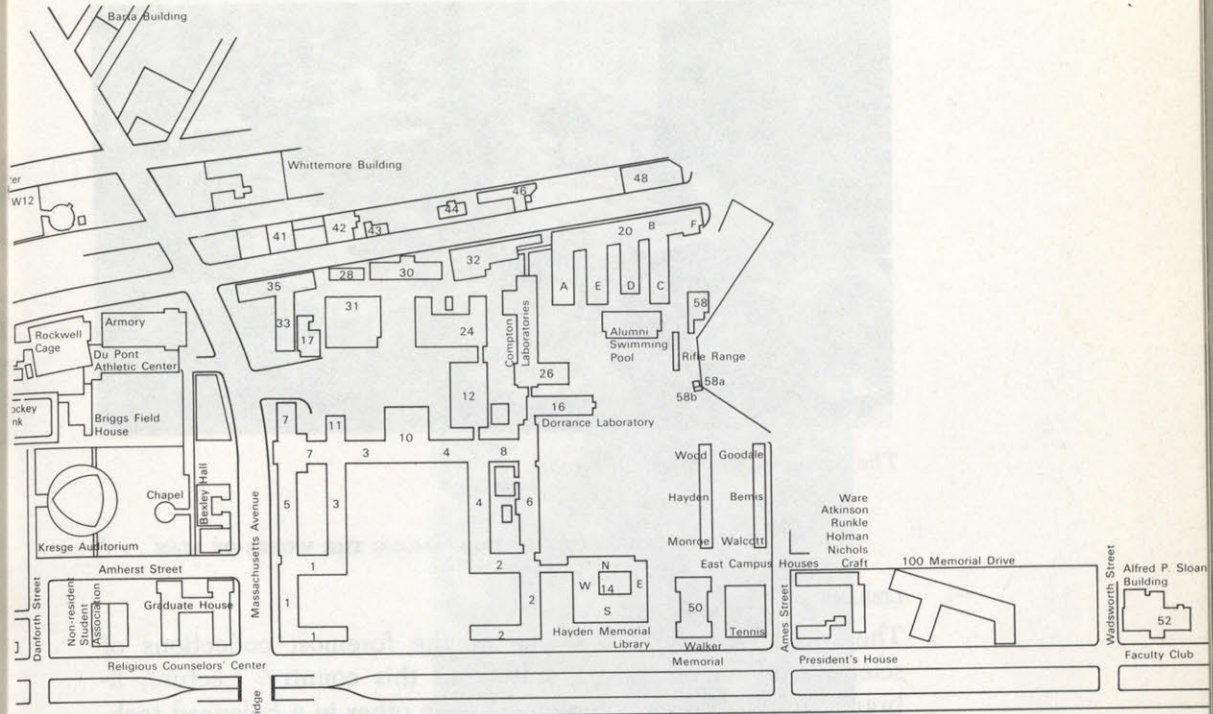 Barta Building
Whittemore Building
W12
48
46
44
43
42
41
20
B
F
32
30
28
35
31
33
17
24
A
E
D
C
58
Compton
Laboratories
Alumni
Swimming
Pool
Rifle Range
58a
58b
26
12
16
Dorrance Laboratory
Armory
Rockwell
Cage
Du Pont
Athletic Center
Briggs Field
House
Chapel
Bexley Hall
Kresge Auditorium
Massachusetts Avenue
7
11
10
7
3
4
8
5
3
4
6
1
2
1
2
1
2
N
W
14
E
S
Hayden Memorial
Library
Wood
Goodale
Hayden
Bemis
Monroe
Walcott
East Campus Houses
Ware
Atkinson
Runkle
Holman
Nichols
Craft
100 Memorial Drive
Wadsworth Street
Alfred P. Sloan
Building
52
Faculty Club
Amherst Street
Danforth Street
Non-resident
Student
Association
Graduate House
50
Tennis
Walker
Memorial
Ames Street
President's House
Religious Counselors' Center